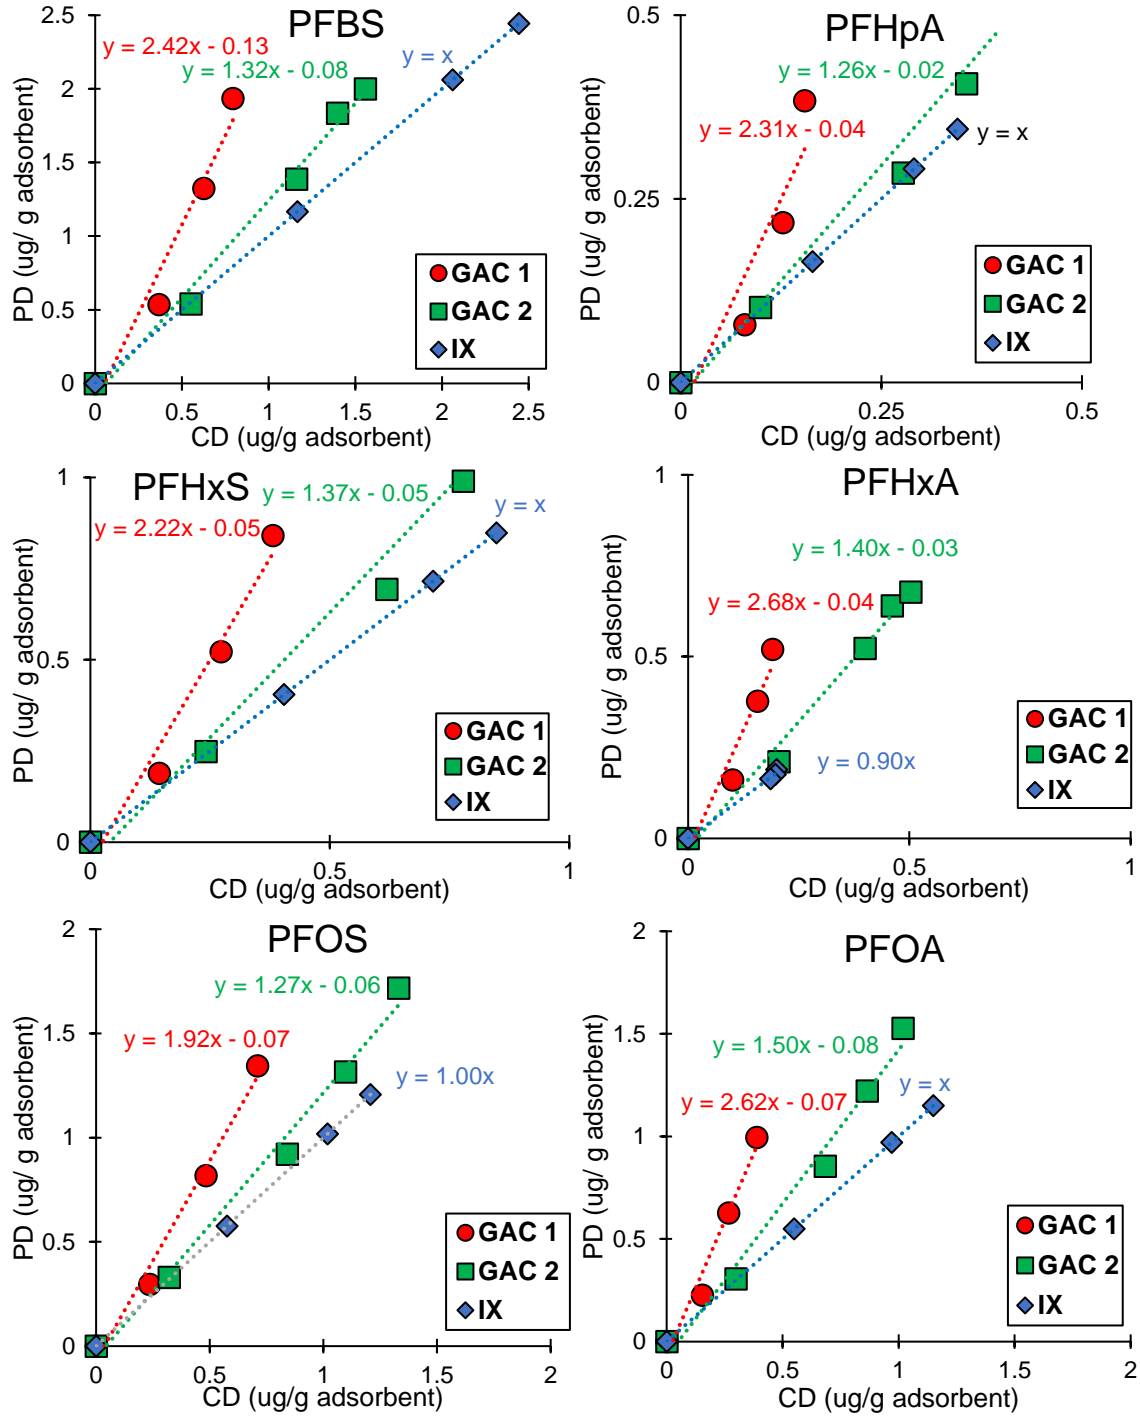 PFBS
y = 2.42x - 0.13
y = 1.32x - 0.08
y = x
PD (ug/ g adsorbent)
2.5
2
1.5
1
0.5
0
0
0.5
1
1.5
2
2.5
CD (ug/g adsorbent)
GAC 1
GAC 2
IX
PFHpA
y = 1.26x - 0.02
y = 2.31x - 0.04
y = x
PD (ug/ g adsorbent)
0.5
0.25
0
0
0.25
0.5
CD (ug/g adsorbent)
GAC 1
GAC 2
IX
PFHxS
y = 1.37x - 0.05
y = 2.22x - 0.05
y = x
PD (ug/ g adsorbent)
1
0.5
0
0
0.5
1
CD (ug/g adsorbent)
GAC 1
GAC 2
IX
PFHxA
y = 1.40x - 0.03
y = 2.68x - 0.04
y = 0.90x
PD (ug/ g adsorbent)
1
0.5
0
0
0.5
1
CD (ug/g adsorbent)
GAC 1
GAC 2
IX
PFOS
y = 1.27x - 0.06
y = 1.92x - 0.07
y = 1.00x
PD (ug/ g adsorbent)
2
1.5
1
0.5
0
0
0.5
1
1.5
2
CD (ug/g adsorbent)
GAC 1
GAC 2
IX
PFOA
y = 1.50x - 0.08
y = 2.62x - 0.07
y = x
PD (ug/ g adsorbent)
2
1.5
1
0.5
0
0
0.5
1
1.5
2
CD (ug/g adsorbent)
GAC 1
GAC 2
IX